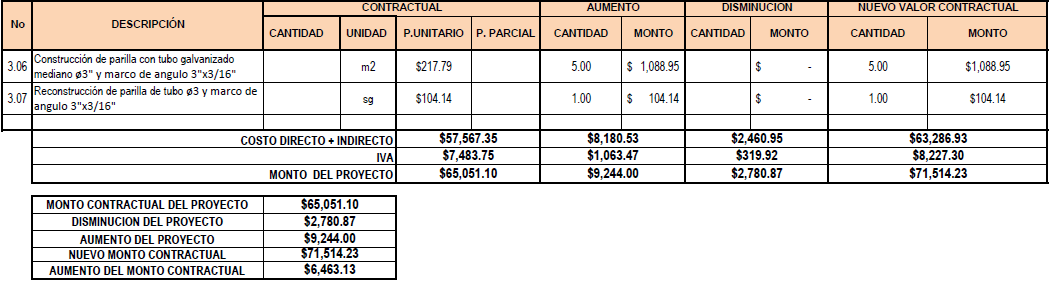 No DESCRIPCIÓN CONTRACTUAL AUMENTO DISMINUCION NUEVO VALOR CONTRACTUAL
CANTIDAD UNIDAD P.UNITARIO P. PARCIAL CANTIDAD MONTO CANTIDAD MONTO CANTIDAD MONTO
3.06 Construcción de parilla con tubo galvanizado
mediano ø3" y marco de angulo 3"x3/16" m2 $217.79 5.00 $ 1,088.95 $ - 5.00 $1,088.95
3.07 Reconstrucción de parilla de tubo ø3 y marco de
angulo 3"x3/16" sg $104.14 1.00 $ 104.14 $ - 1.00 $104.14
COSTO DIRECTO + INDIRECTO $57,567.35 $8,180.53 $2,460.95 $63,286.93
IVA $7,483.75 $1,063.47 $319.92 $8,227.30
MONTO DEL PROYECTO $65,051.10 $9,244.00 $2,780.87 $71,514.23
MONTO CONTRACTUAL DEL PROYECTO $65,051.10
DISMINUCION DEL PROYECTO $2,780.87
AUMENTO DEL PROYECTO $9,244.00
NUEVO MONTO CONTRACTUAL $71,514.23
AUMENTO DEL MONTO CONTRACTUAL $6,463.13